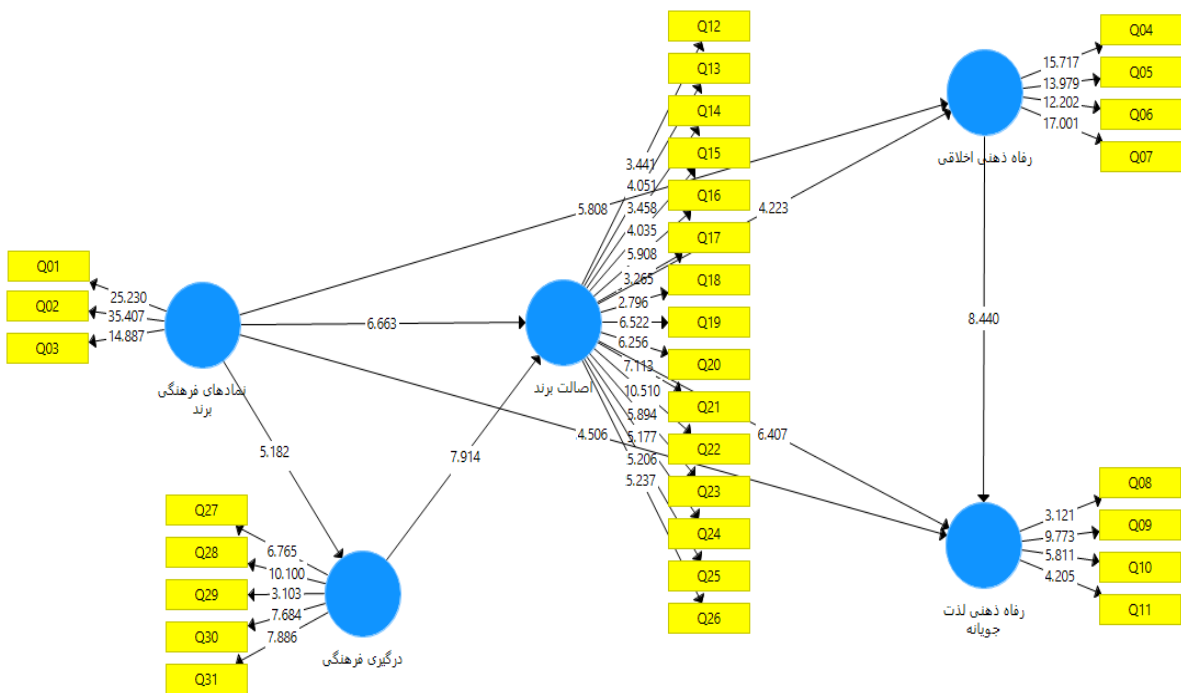 Q12
Q13
Q14
Q15
Q16
Q17
Q18
Q19
Q20
Q21
Q22
Q23
Q24
Q25
Q26
3.441
4.051
3.458
4.035
5.908
3.265
2.796
6.522
6.256
7.113
10.510
5.894
5.177
5.206
5.237
Q04
Q05
Q06
Q07
15.717
13.979
12.202
17.001
رفاه ذهنی اخلاقی
5.808
4.223
Q01
Q02
Q03
25.230
35.407
14.887
نمادهای فرهنگی
برند
6.663
اصالت برند
8.440
4.506
6.407
5.182
7.914
Q27
Q28
Q29
Q30
Q31
6.765
10.100
3.103
7.684
7.886
درگیری فرهنگی
Q08
Q09
Q10
Q11
3.121
9.773
5.811
4.205
رفاه ذهنی لذت
جویانه